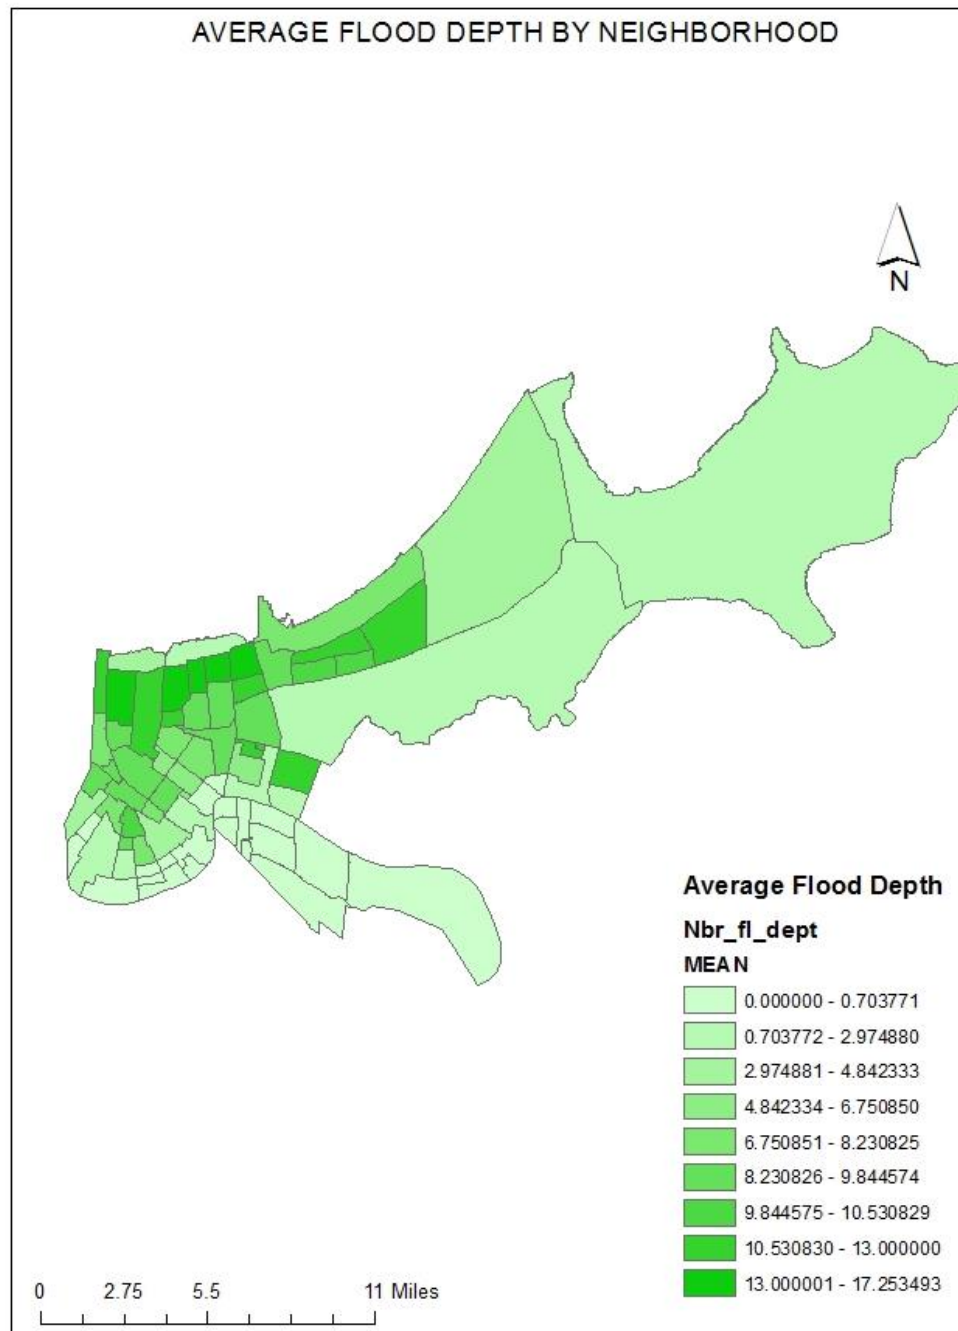 AVERAGE FLOOD DEPTH BY NEIGHBORHOOD
N
Average Flood Depth
Nbr_fl_dept
MEAN
0.000000 - 0.703771
0.703772 - 2.974880
2.974881 - 4.842333
4.842334 - 6.750850
6.750851 - 8.230825
8.230826 - 9.844574
9.844575 - 10.530829
10.530830 - 13.000000
13.000001 - 17.253493
0 2.75 5.5 11 Miles